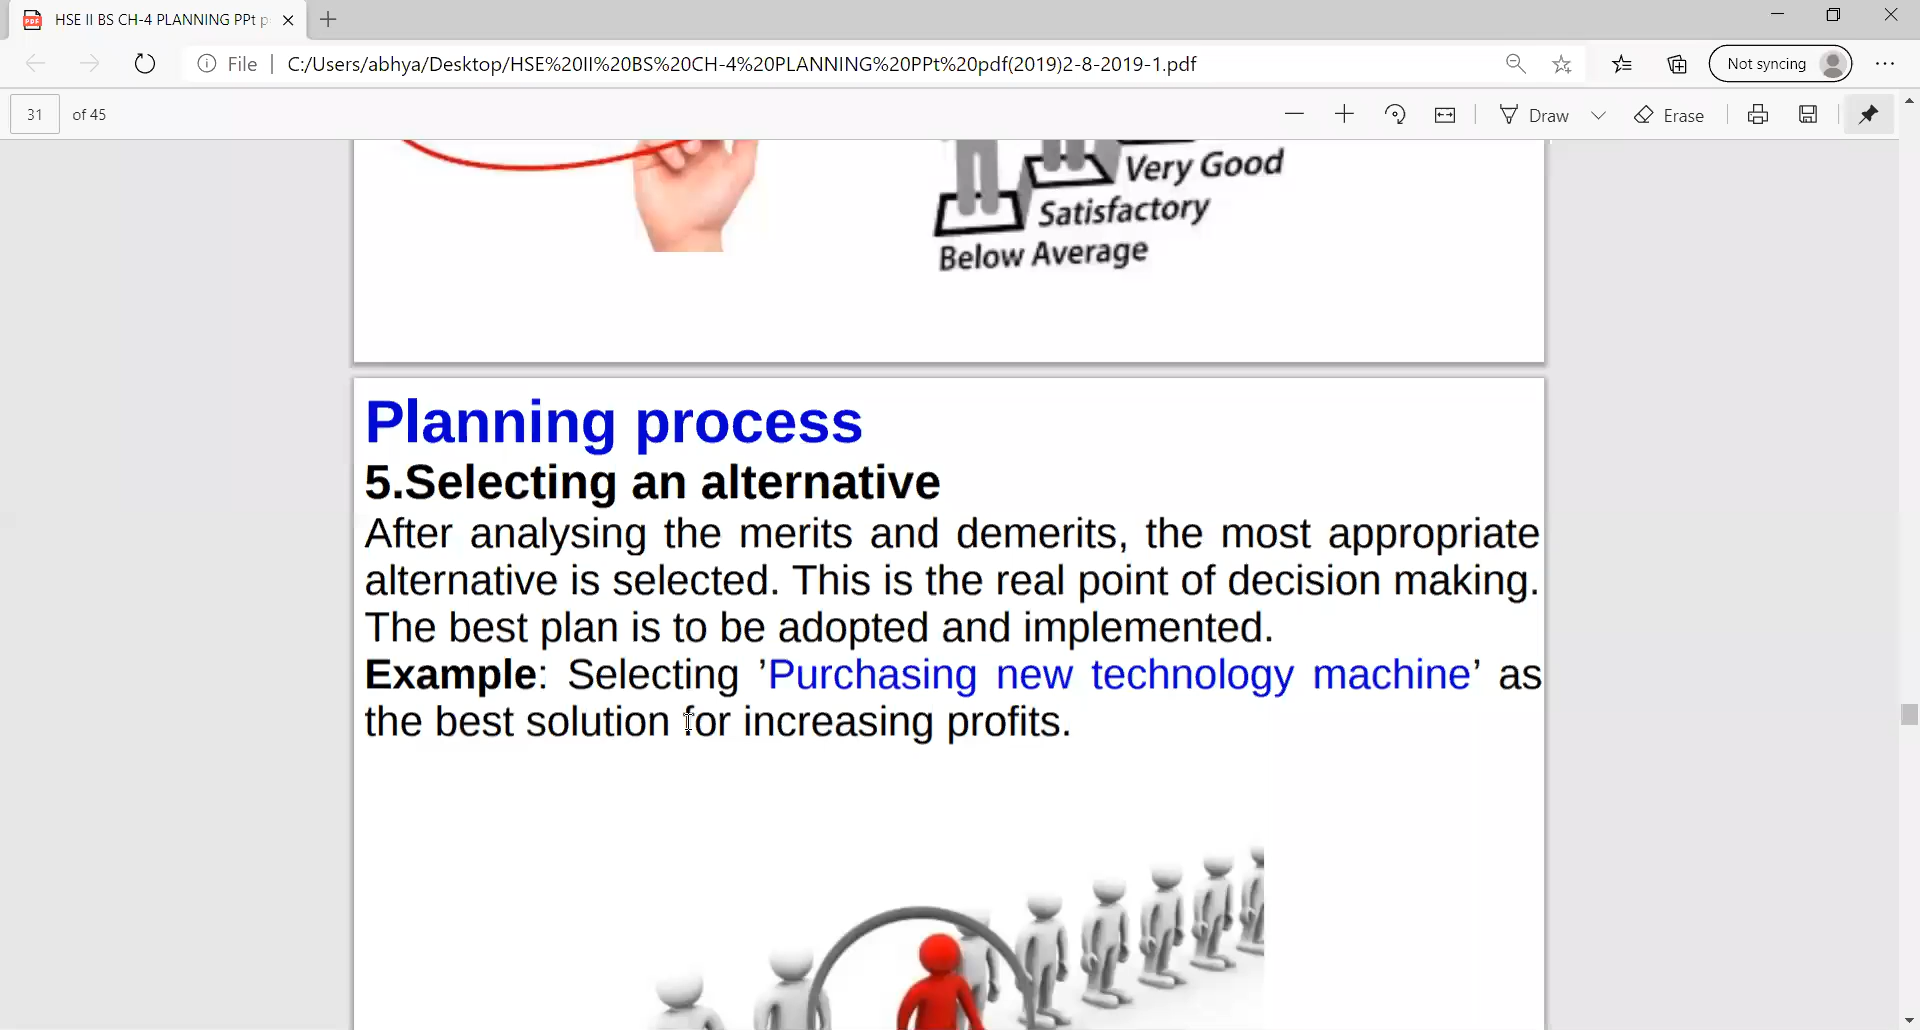 HSE II BS CH-4 PLANNING PPt p
File
C:/Users/abhya/Desktop/HSE%20II%20BS%20CH-4%20PLANNING%20PPt%20pdf(2019)2-8-2019-1.pdf
Not syncing
31 of 45
Draw
Erase
Very Good
Satisfactory
Below Average
Planning process
5.Selecting an alternative
After analysing the merits and demerits, the most appropriate
alternative is selected. This is the real point of decision making.
The best plan is to be adopted and implemented.
Example: Selecting ’Purchasing new technology machine’ as
the best solution for increasing profits.